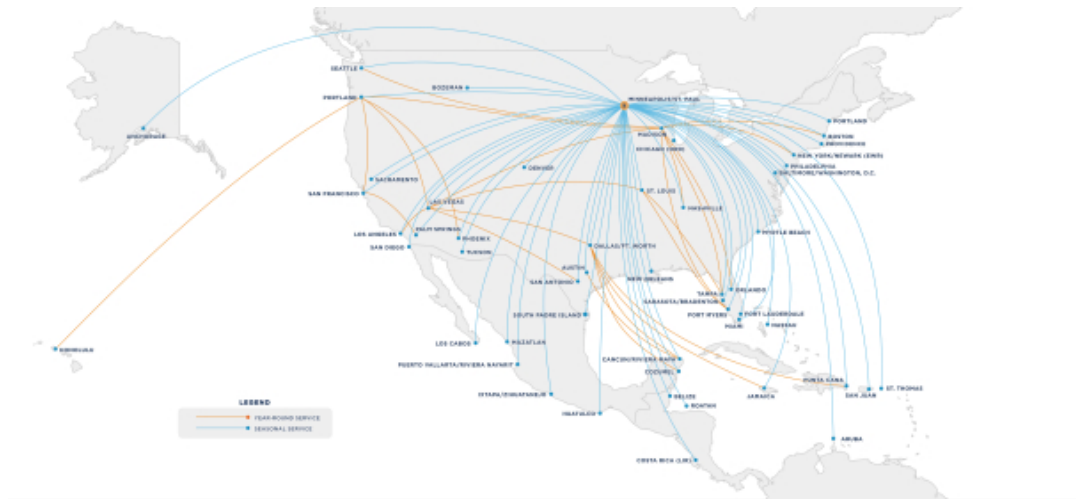 SEATTLE
BOZEMAN
PORTLAND
MINNEAPOLIS/ST. PAUL
ANCHORAGE
MADISON
CHICAGO (ORD)
PORTLAND
BOSTON
PROVIDENCE
NEW YORK/NEWARK (EWR)
PHILADELPHIA
BALTIMORE/WASHINGTON, D.C.
DENVER
SACRAMENTO
SAN FRANCISCO
ST. LOUIS
LAS VEGAS
NASHVILLE
LOS ANGELES
PALM SPRINGS
PHOENIX
SAN DIEGO
TUCSON
MYRTLE BEACH
DALLAS/FT. WORTH
AUSTIN
SAN ANTONIO
NEW ORLEANS
TAMPA
ORLANDO
SARASOTA/BRADENTON
SOUTH PADRE ISLAND
FORT MYERS
FORT LAUDERDALE
MIAMI
NASSAU
LOS CABOS
MAZATLAN
HONOLULU
CANCUN/RIVIERA MAYA
PUERTO VALLARTA/RIVIERA NAYARIT
COZUMEL
PUNTA CANA
IXTAPA/ZIHUATANEJO
BELIZE
JAMAICA
SAN JUAN
ST. THOMAS
ROATAN
HUATULCO
LEGEND
YEAR-ROUND SERVICE
SEASONAL SERVICE
ARUBA
COSTA RICA (LIR)